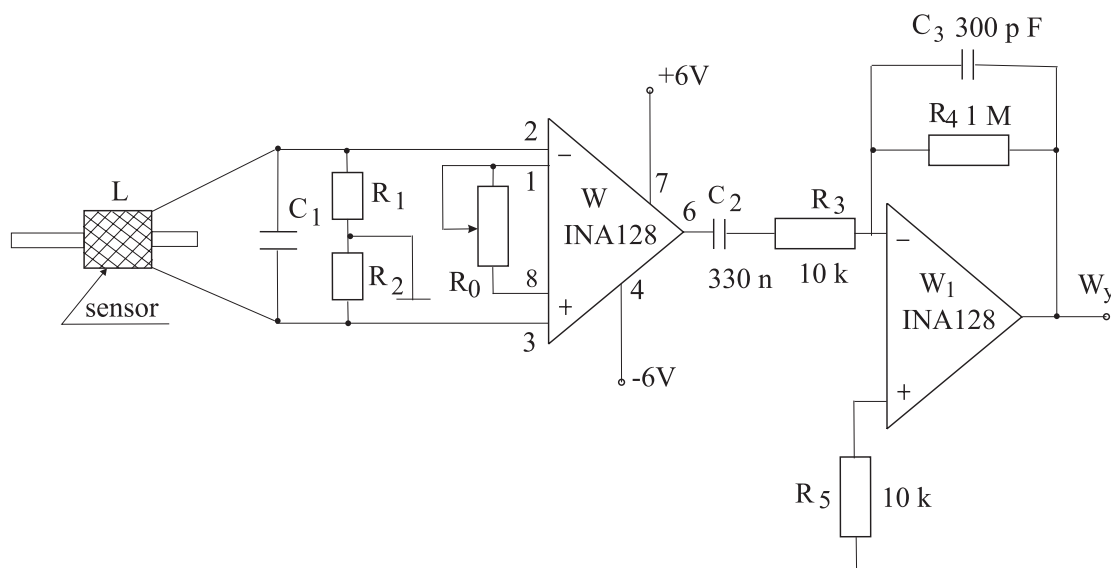 L
sensor
C1
R1
R2
R0
2
1
8
3
−
+
W
INA128
+6V
7
6
4
-6V
C2
330 n
R3
10 k
C3 300 p F
R4 1 M
−
+
W1
INA128
R5
10 k
Wy